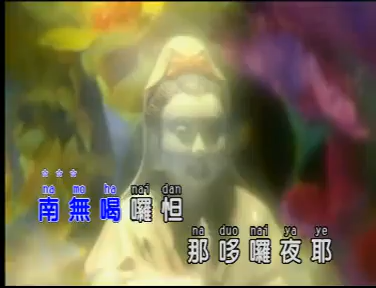 ☆☆☆
na mo ha nai dan
南無喝囉怛
na duo nai ya ye
那哆囉夜耶